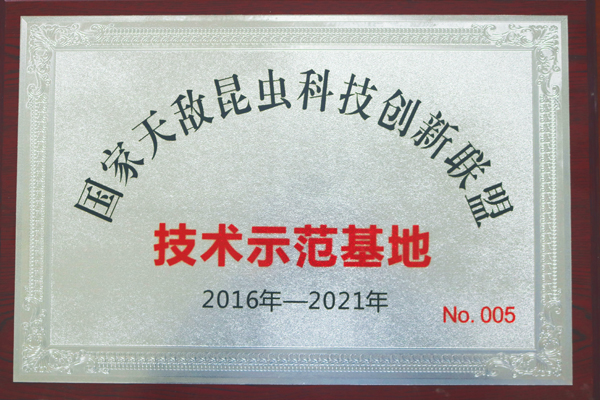 国家天敌昆虫科技创新联盟
技术示范基地
2016年—2021年
No. 005